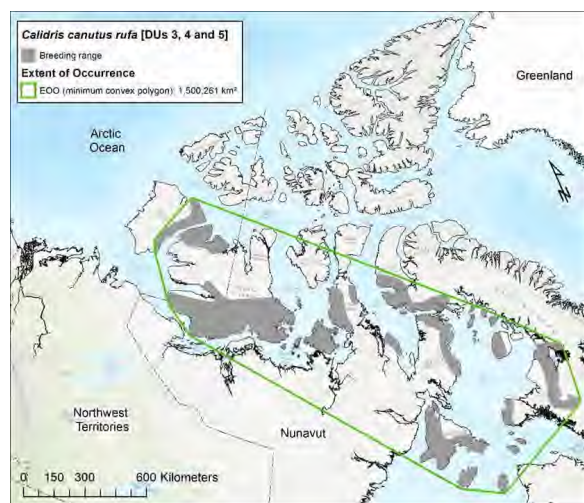 Calidris canutus rufa [DUs 3, 4 and 5]
Breeding range
Extent of Occurrence
EOO (minimum convex polygon): 1,500,261 km²
Greenland
Arctic
Ocean
N
Northwest
Territories
Nunavut
0 150 300 600 Kilometers